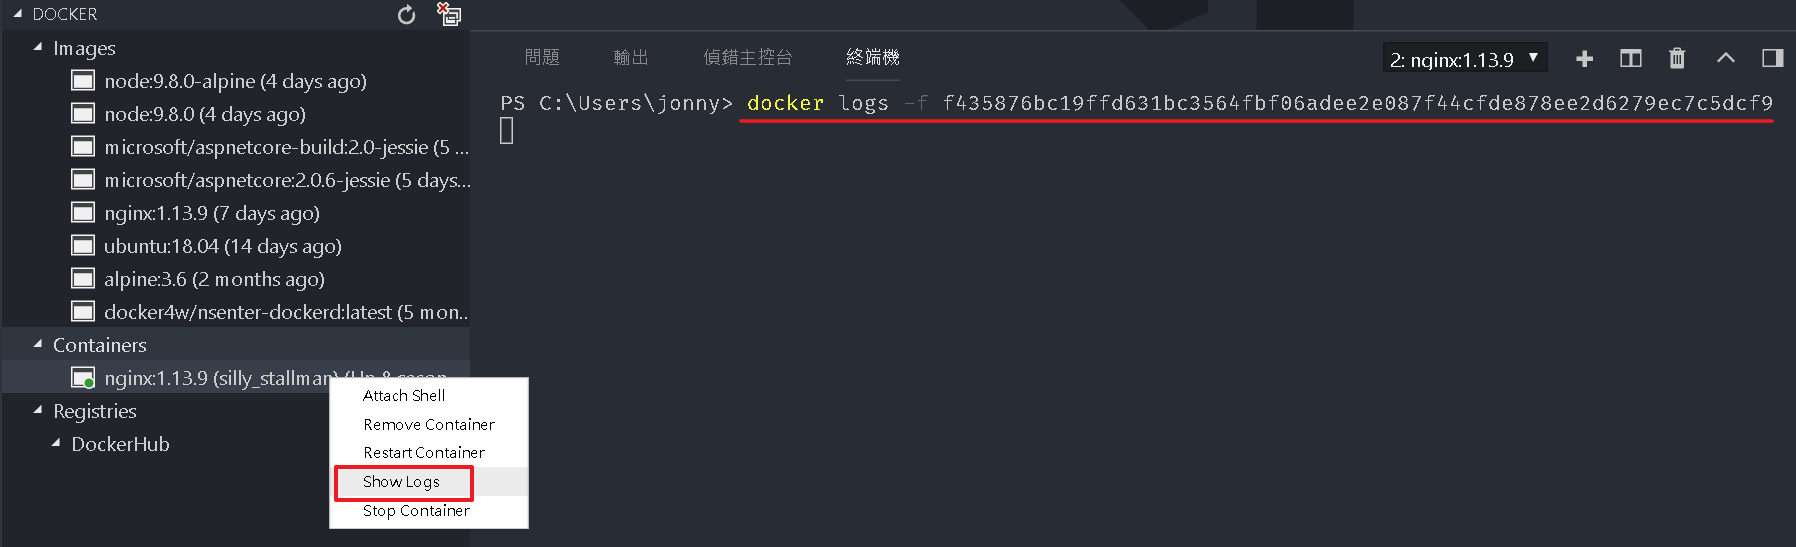 DOCKER
Images
node:9.8.0-alpine (4 days ago)
node:9.8.0 (4 days ago)
microsoft/aspnetcore-build:2.0-jessie (5 ...
microsoft/aspnetcore:2.0.6-jessie (5 days...
nginx:1.13.9 (7 days ago)
ubuntu:18.04 (14 days ago)
alpine:3.6 (2 months ago)
docker4w/nsenter-dockerd:latest (5 mon...
Containers
nginx:1.13.9 (silly_stallman)
Registries
DockerHub
Attach Shell
Remove Container
Restart Container
Show Logs
Stop Container
問題 輸出 偵錯主控台 終端機
2: nginx:1.13.9
PS C:\Users\jonny> docker logs -f f435876bc19ffd631bc3564fbf06adee2e087f44cfde878ee2d6279ec7c5dcf9